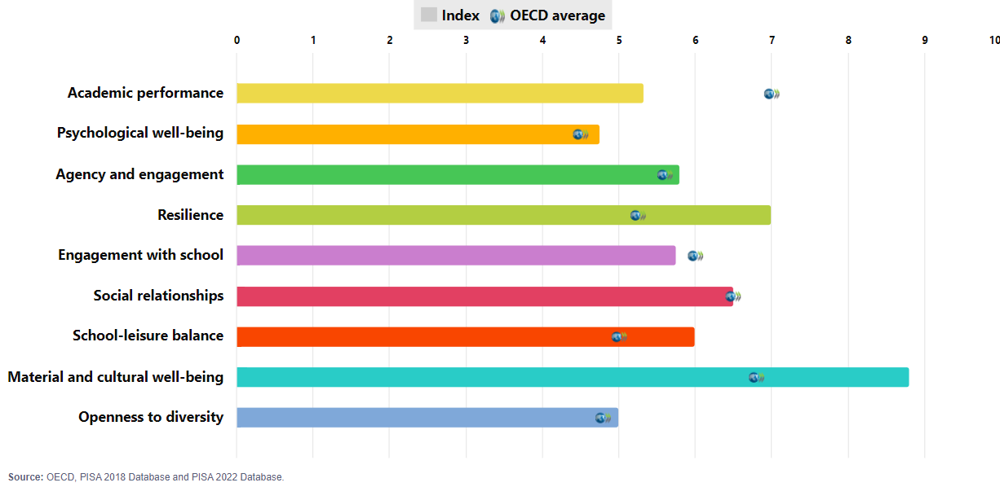 Index OECD average
0 1 2 3 4 5 6 7 8 9 10
Academic performance
Psychological well-being
Agency and engagement
Resilience
Engagement with school
Social relationships
School-leisure balance
Material and cultural well-being
Openness to diversity
Source: OECD, PISA 2018 Database and PISA 2022 Database.